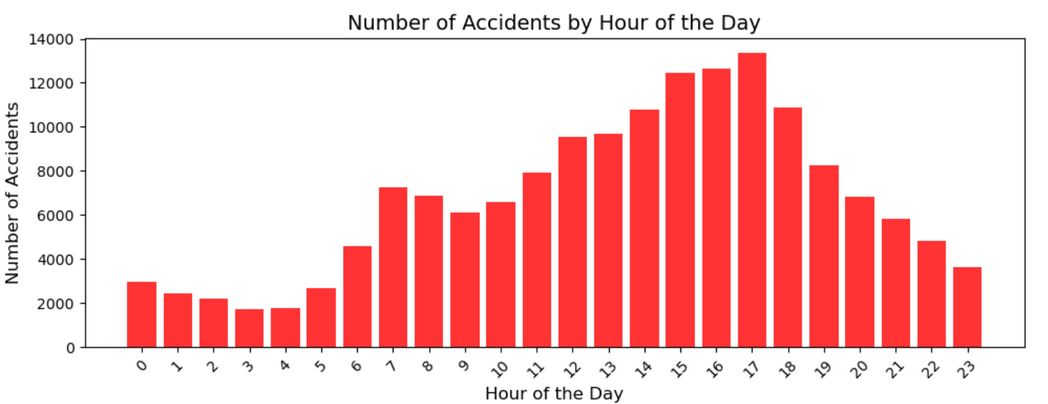 Number of Accidents by Hour of the Day
Number of Accidents
14000
12000
10000
8000
6000
4000
2000
0
0 1 2 3 4 5 6 7 8 9 10 11 12 13 14 15 16 17 18 19 20 21 22 23
Hour of the Day